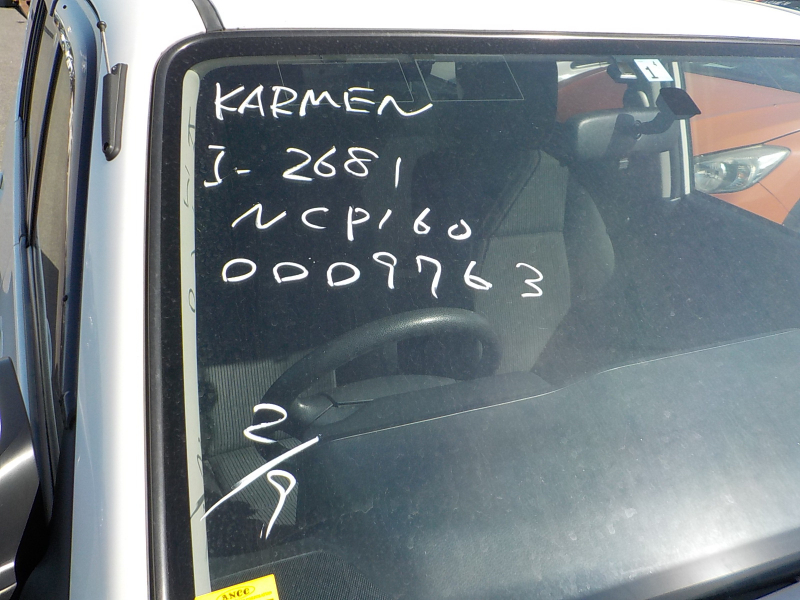 KARMEN
I-2681
NCP160
0009763
2/9
1